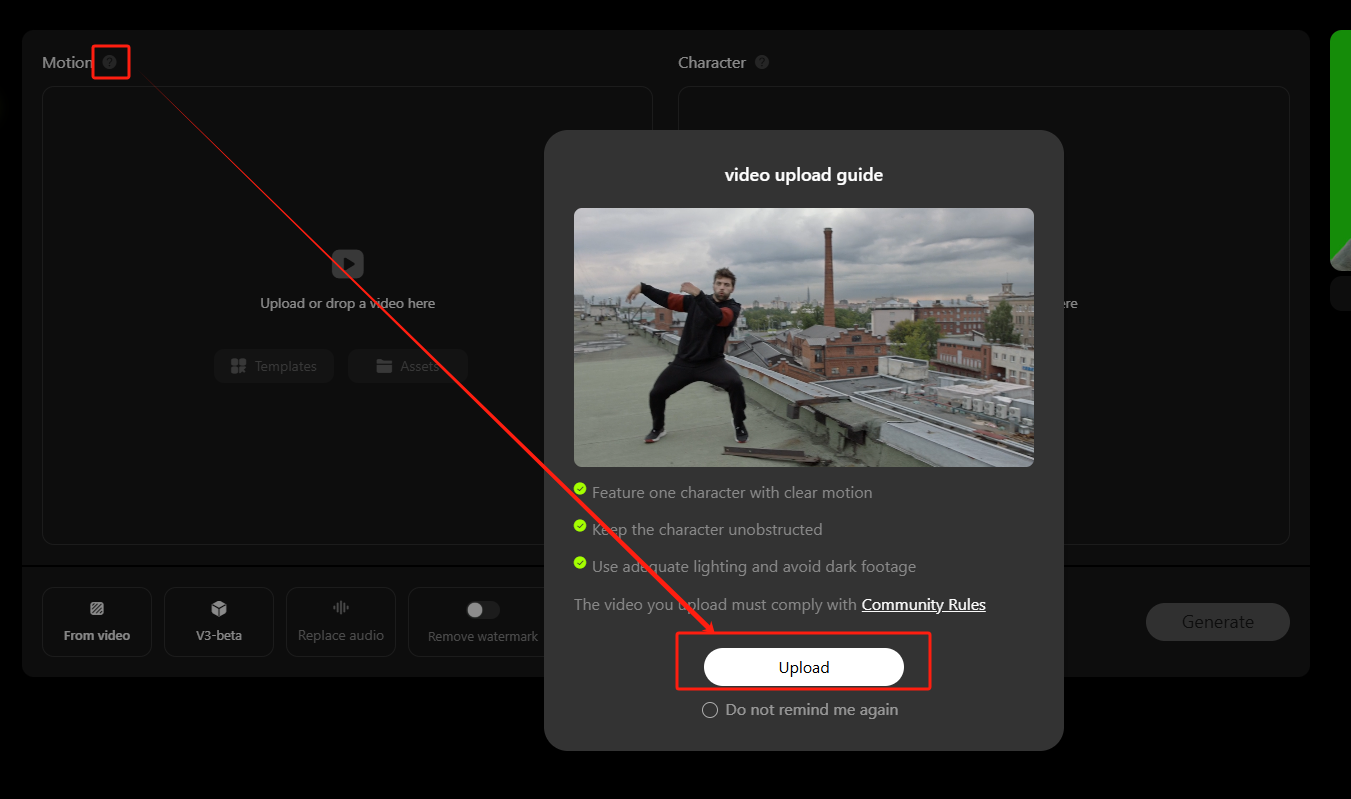 Motion
Character
video upload guide
Upload or drop a video here
ere
Templates
Assets
Feature one character with clear motion
Keep the character unobstructed
Use adequate lighting and avoid dark footage
The video you upload must comply with Community Rules
From video
V3-beta
Replace audio
Remove watermark
Generate
Upload
Do not remind me again